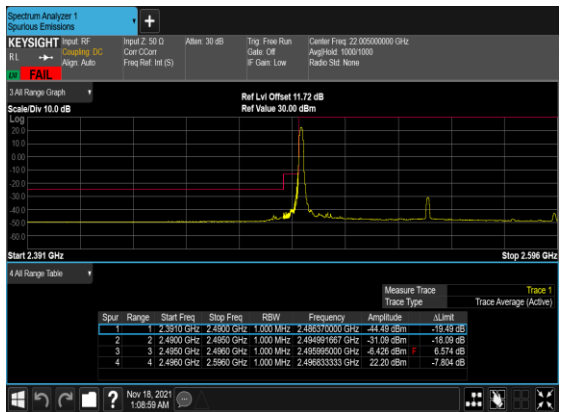 Spectrum Analyzer 1
Spurious Emissions
KEYSIGHT Input: RF Input Z: 50 Ω Atten: 30 dB Trig: Free Run Center Freq: 22.005000000 GHz
RL Coupling: DC Corr CCorr Gate: Off Avg|Hold: 1000/1000
Align: Auto Freq Ref: Int (S) IF Gain: Low Radio Std: None
FAIL
3 All Range Graph
Ref Lvl Offset 11.72 dB
Scale/Div 10.0 dB Ref Value 30.00 dBm
Log
20.0
10.0
0.00
-10.0
-20.0
-30.0
-40.0
-50.0
-60.0
Start 2.391 GHz Stop 2.596 GHz
4 All Range Table
Measure Trace Trace 1
Trace Type Trace Average (Active)
Spur Range Start Freq Stop Freq RBW Frequency Amplitude ΔLimit
1 1 2.3910 GHz 2.4900 GHz 1.000 MHz 2.486370000 GHz -44.49 dBm -19.49 dB
2 2 2.4900 GHz 2.4950 GHz 1.000 MHz 2.494991667 GHz -31.09 dBm -18.09 dB
3 3 2.4950 GHz 2.4960 GHz 1.000 MHz 2.495995000 GHz -6.426 dBm F 6.574 dB
4 4 2.4960 GHz 2.5960 GHz 1.000 MHz 2.496833333 GHz 22.20 dBm -7.804 dB
Nov 18, 2021
1:08:59 AM